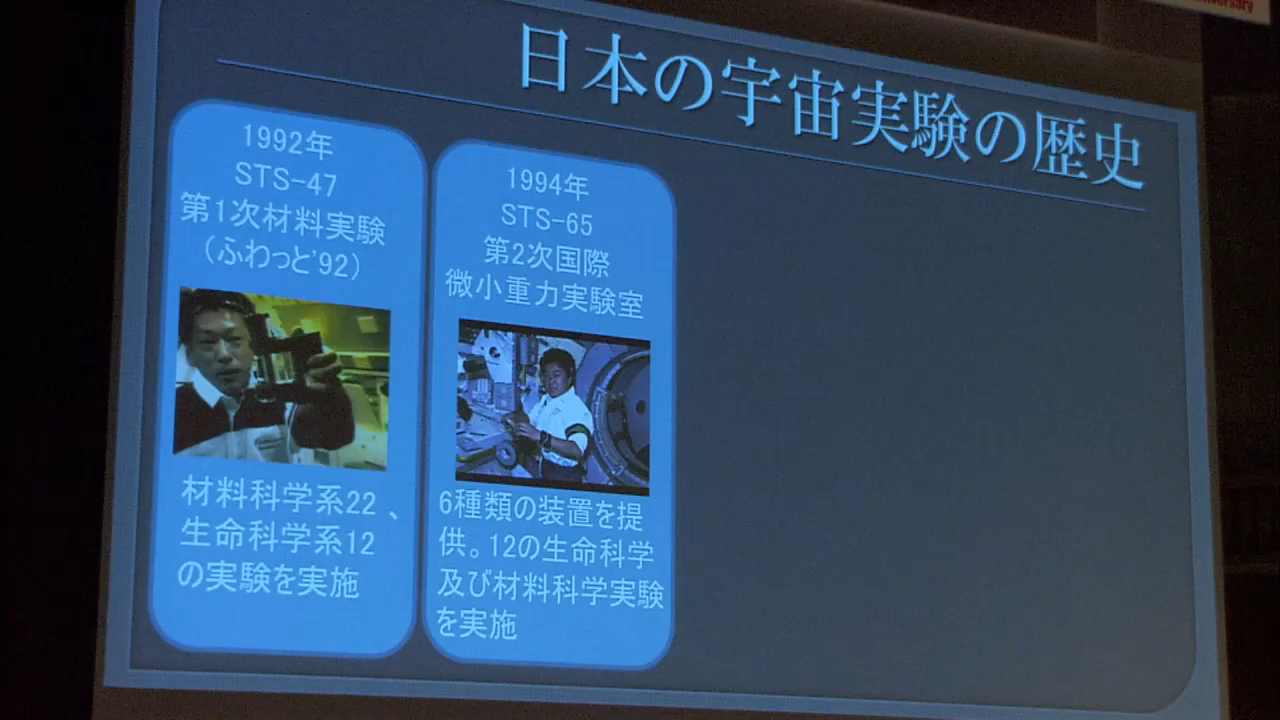 日本の宇宙実験の歴史
1992年
STS-47
第1次材料実験
(ふわっと'92)
材料科学系22、
生命科学系12
の実験を実施
1994年
STS-65
第2次国際
微小重力実験室
6種類の装置を提
供。12の生命科学
及び材料科学実験
を実施